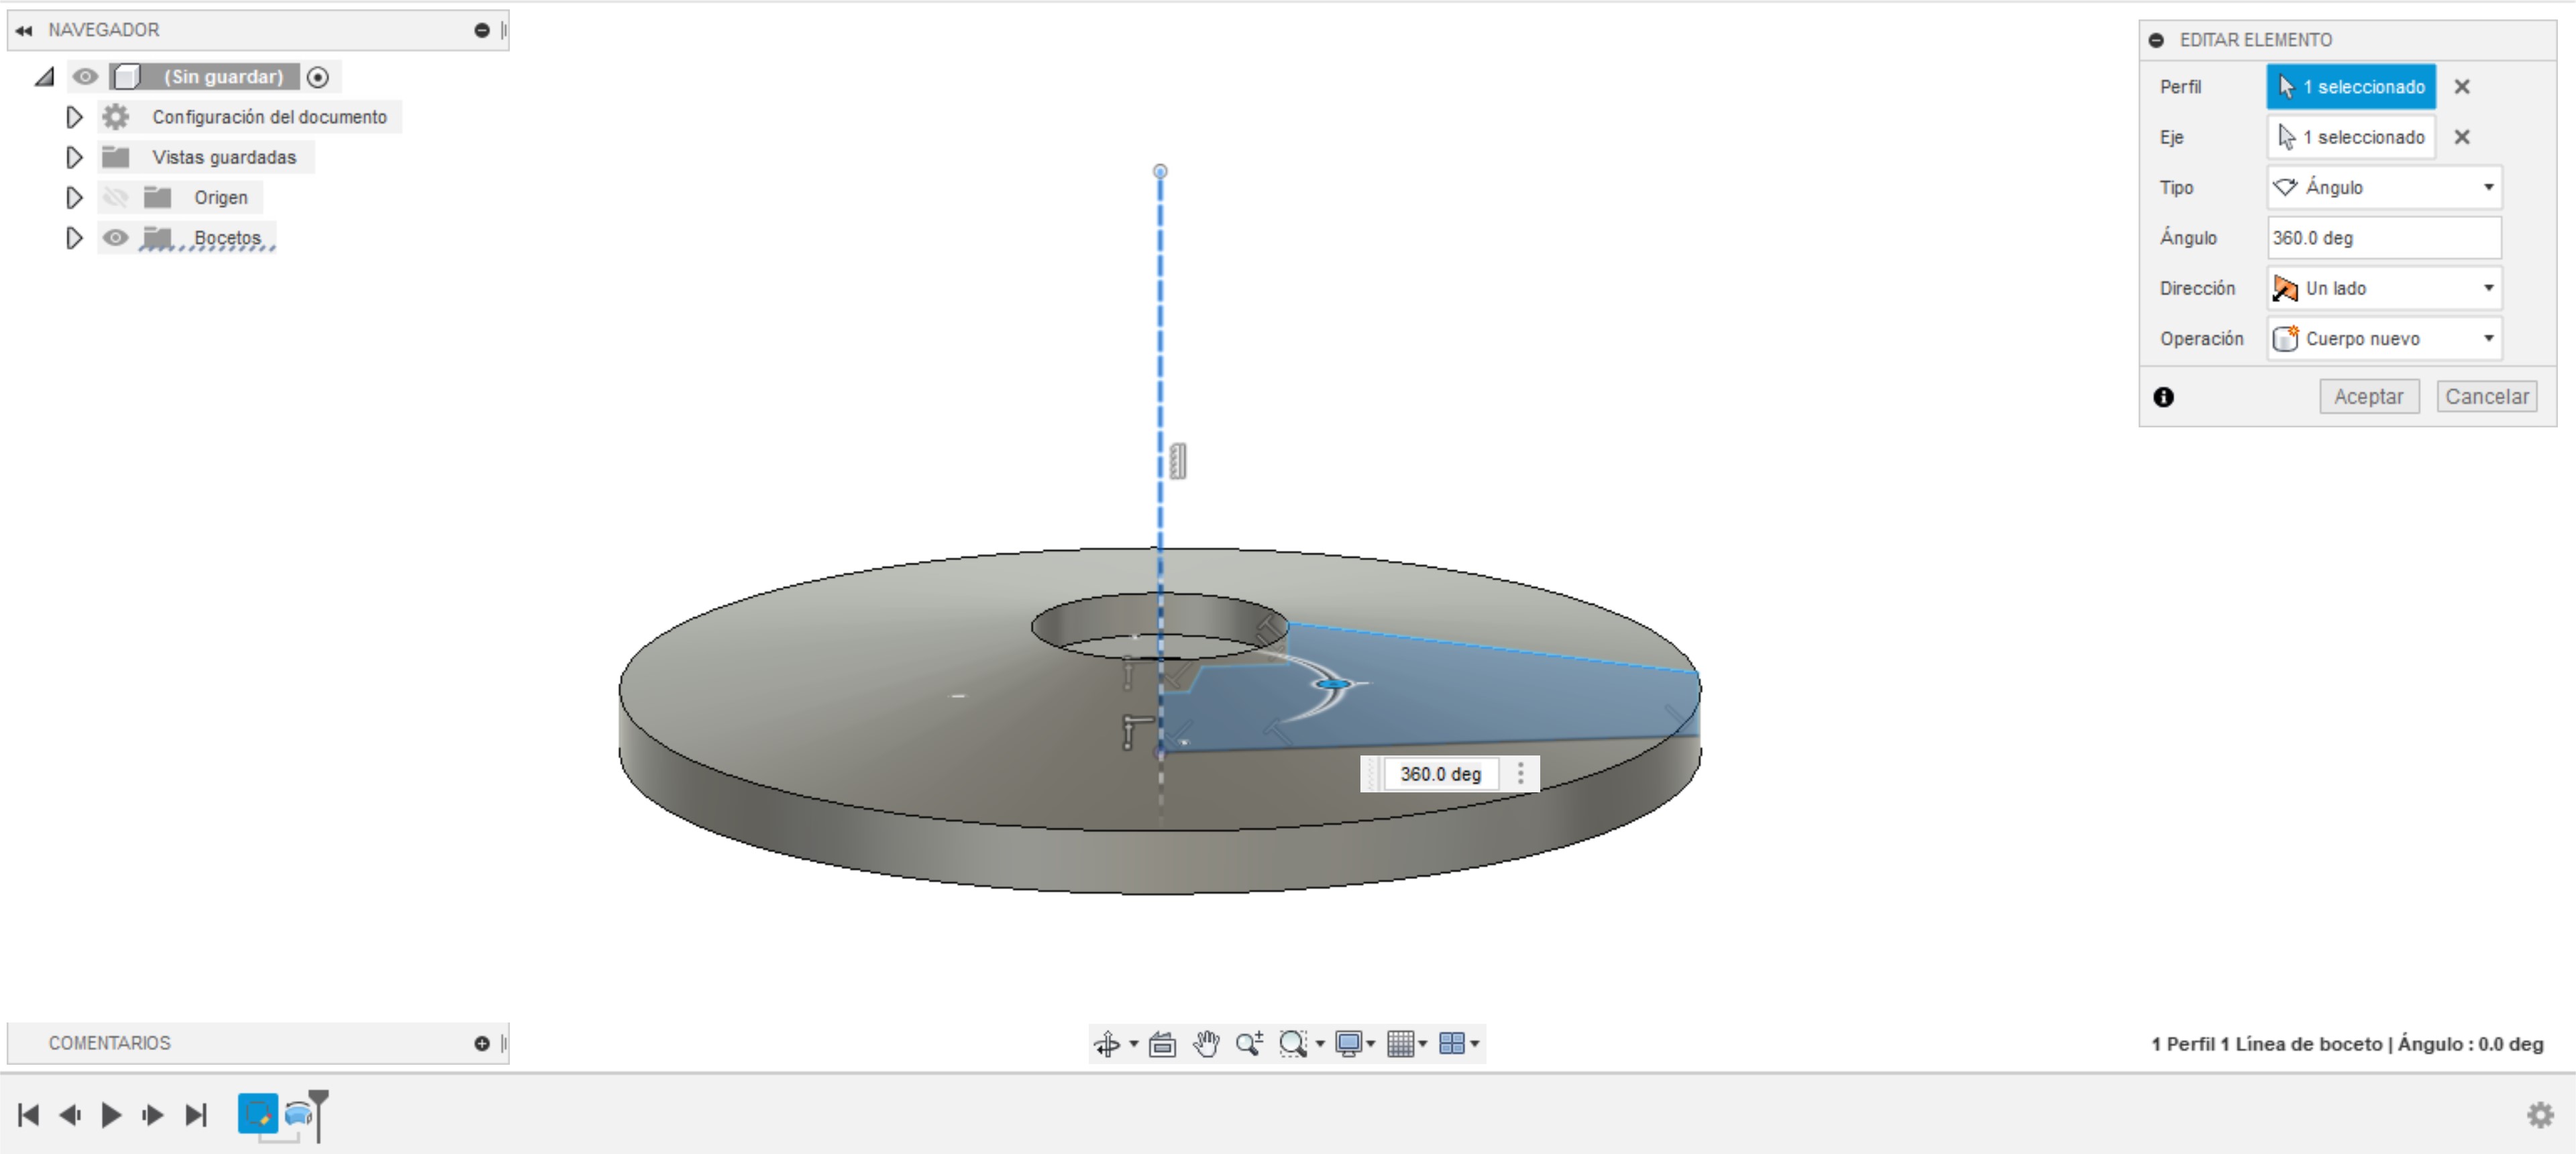 NAVEGADOR
(Sin guardar)
Configuración del documento
Vistas guardadas
Origen
Bocetos
EDITAR ELEMENTO
Perfil 1 seleccionado
Eje 1 seleccionado
Tipo Ángulo
Ángulo 360.0 deg
Dirección Un lado
Operación Cuerpo nuevo
Aceptar Cancelar
360.0 deg
COMENTARIOS
1 Perfil 1 Línea de boceto | Ángulo : 0.0 deg